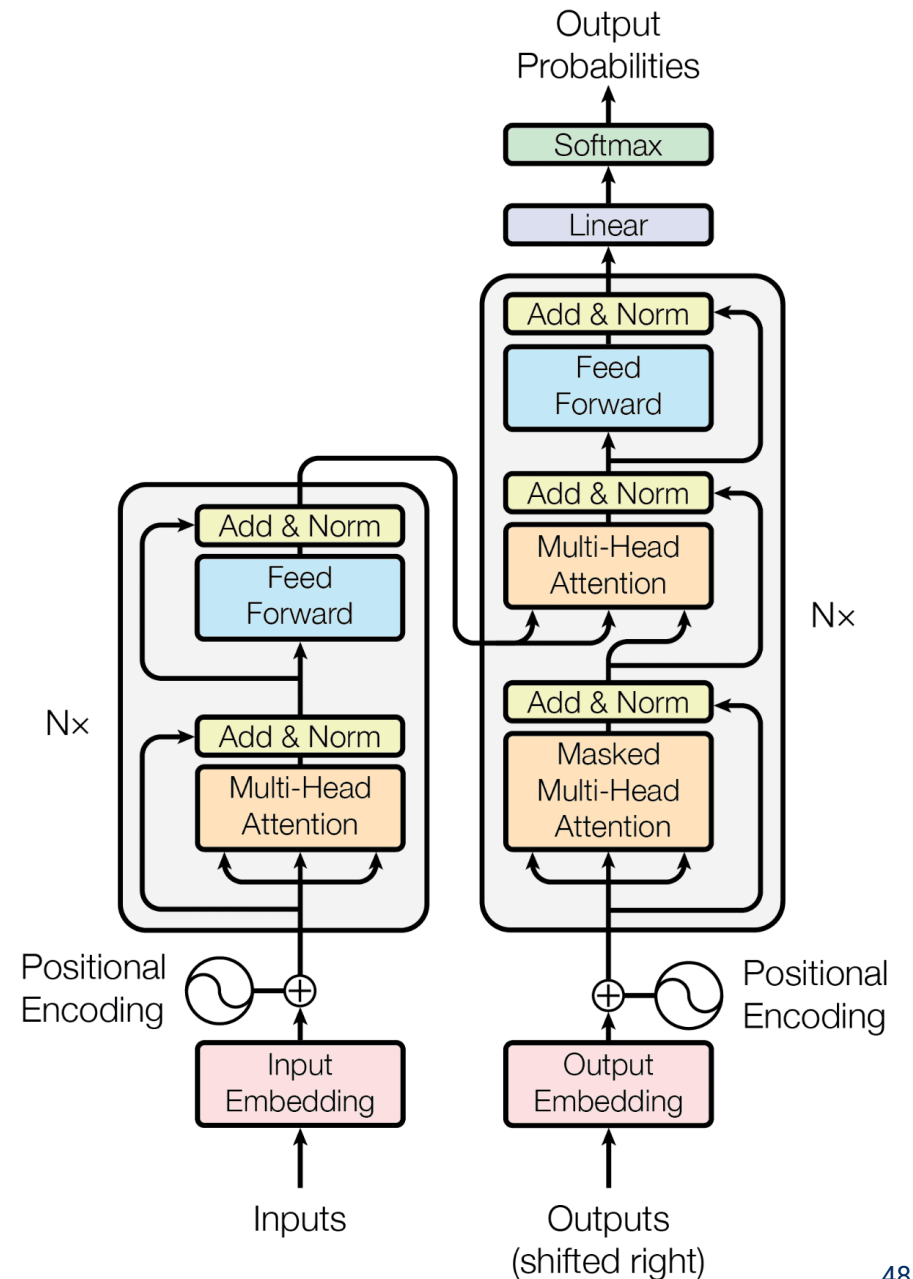 Output
Probabilities
Softmax
Linear
Add & Norm
Feed
Forward
Add & Norm
Multi-Head
Attention
Add & Norm
Masked
Multi-Head
Attention
Nx
Positional
Encoding
Output
Embedding
Outputs
(shifted right)
Add & Norm
Feed
Forward
Add & Norm
Multi-Head
Attention
Nx
Positional
Encoding
Input
Embedding
Inputs
48